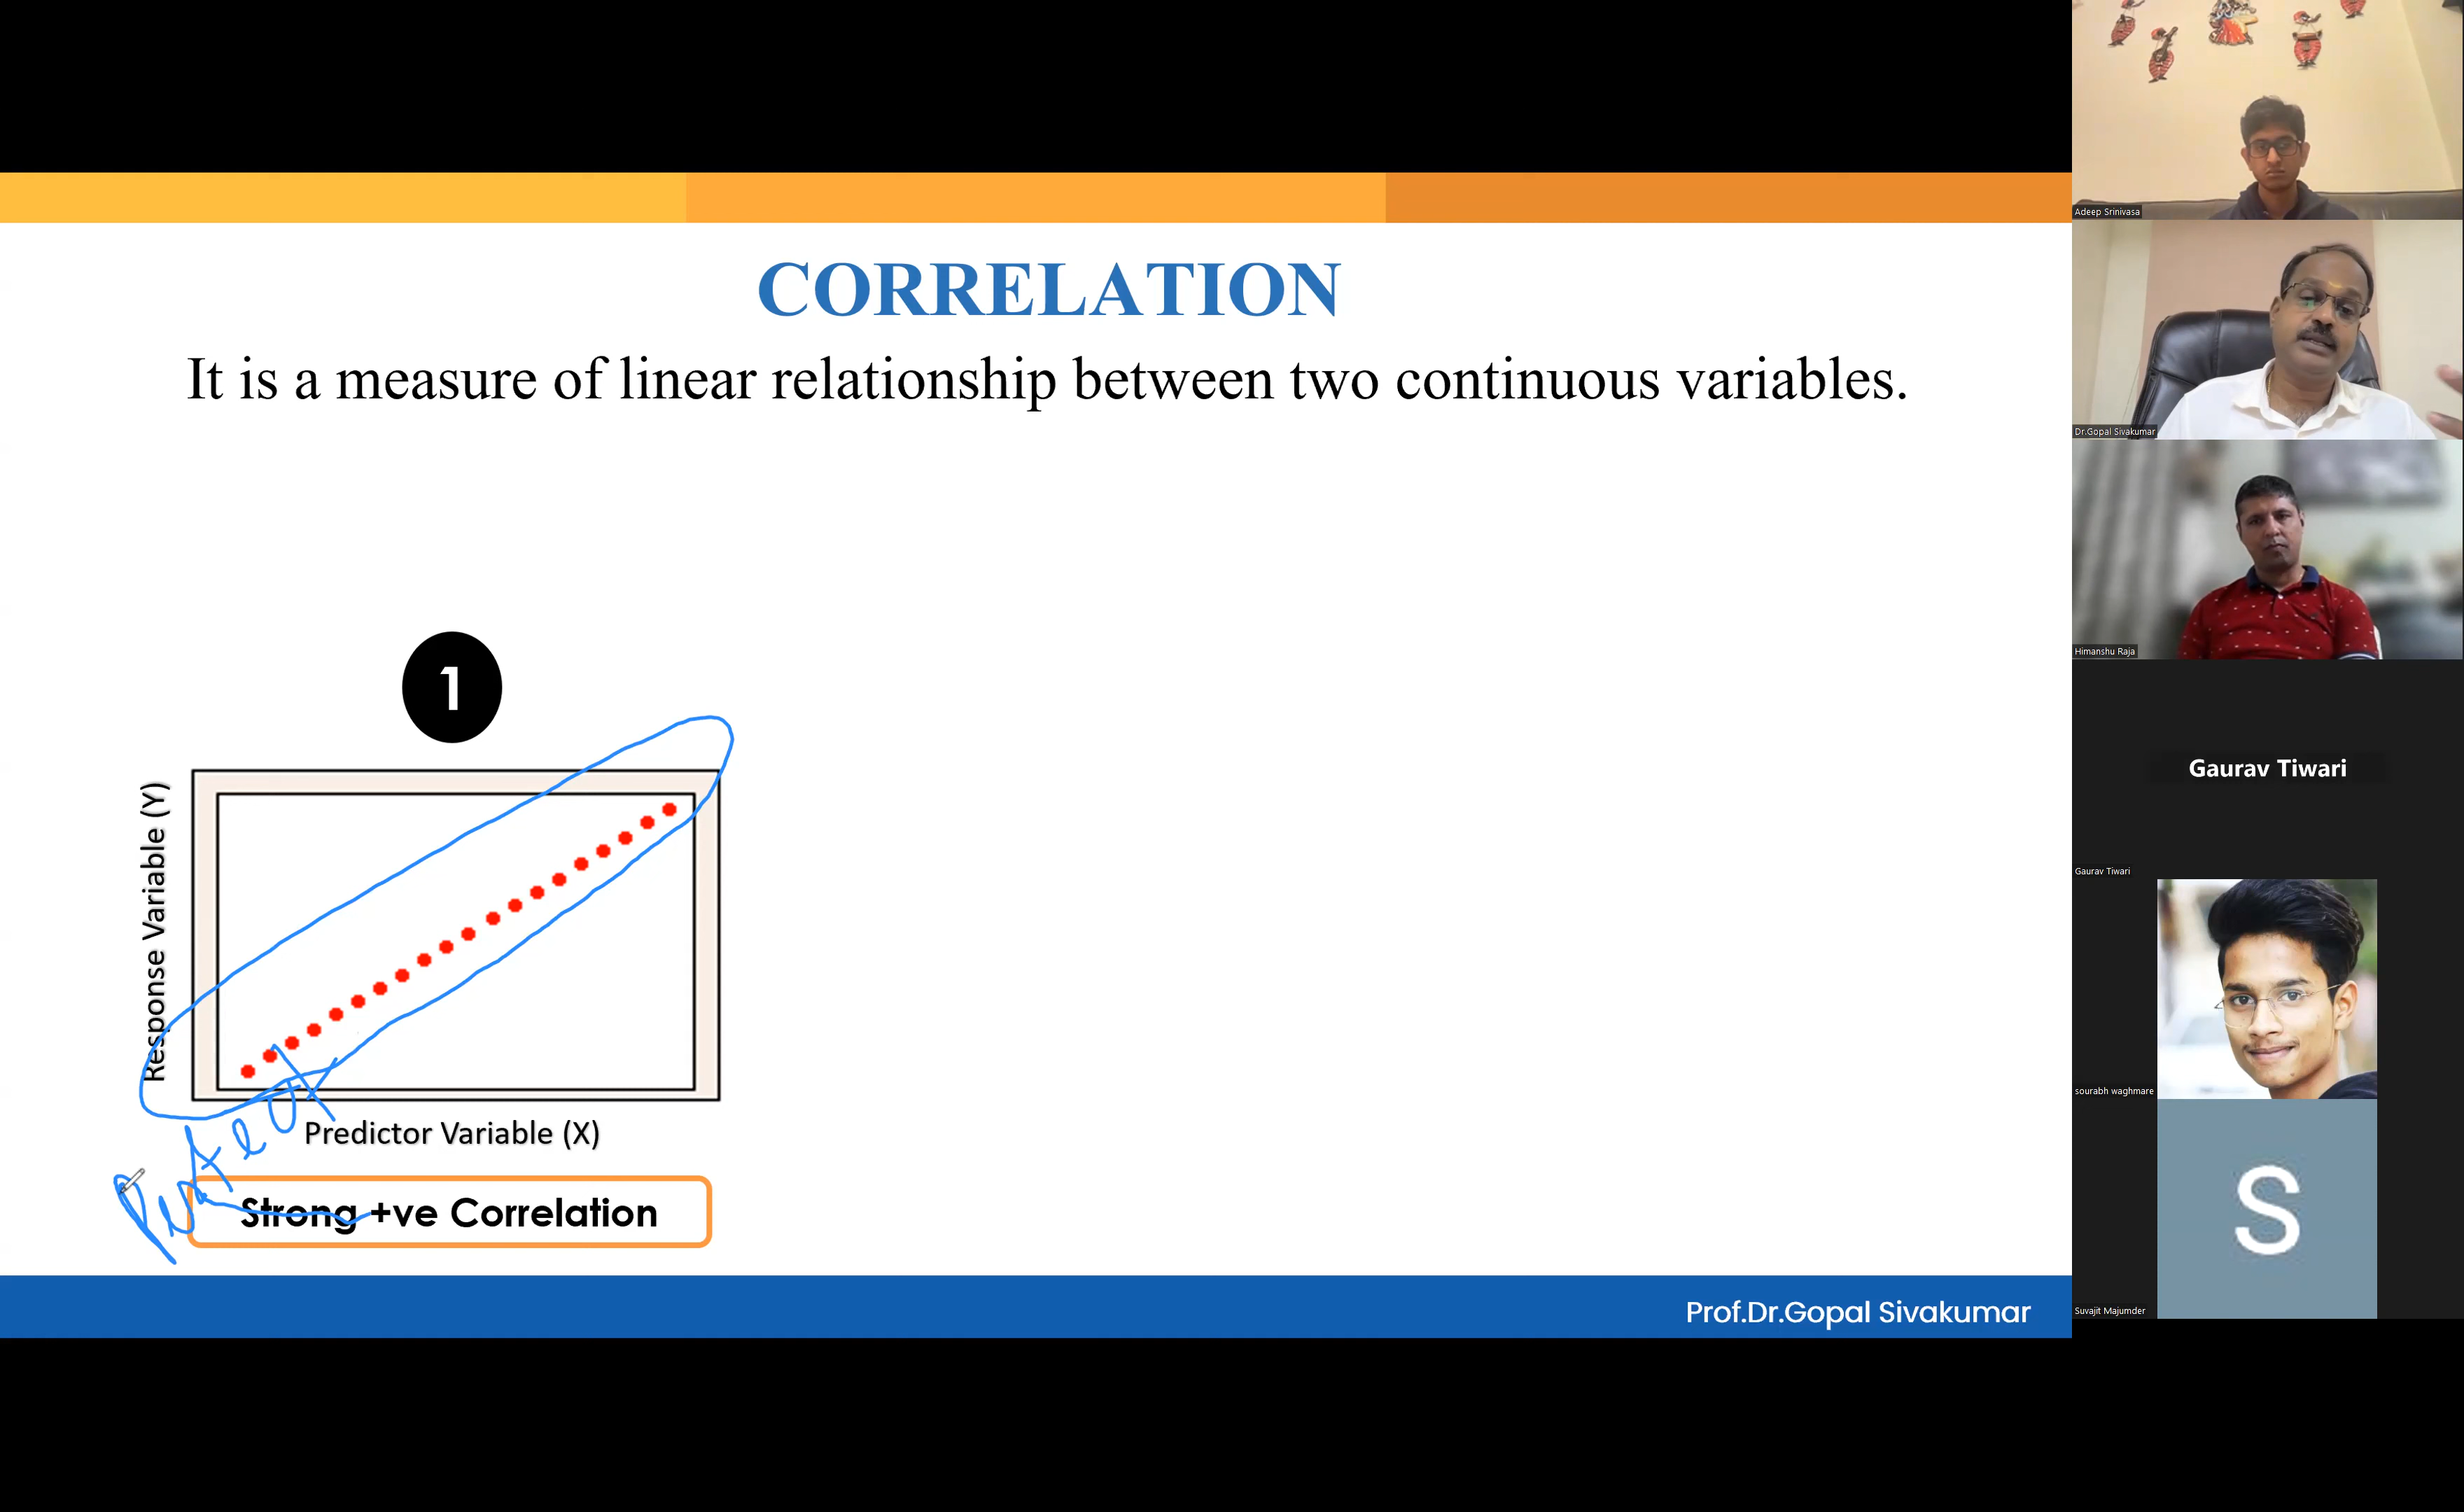 CORRELATION
It is a measure of linear relationship between two continuous variables.
1
Response Variable (Y)
Predictor Variable (X)
Perfect
Strong +ve Correlation
Prof.Dr.Gopal Sivakumar
Adeep Srinivasa
Dr.Gopal Sivakumar
Himanshu Raja
Gaurav Tiwari
Gaurav Tiwari
sourabh waghmare
S
Suvajit Majumder